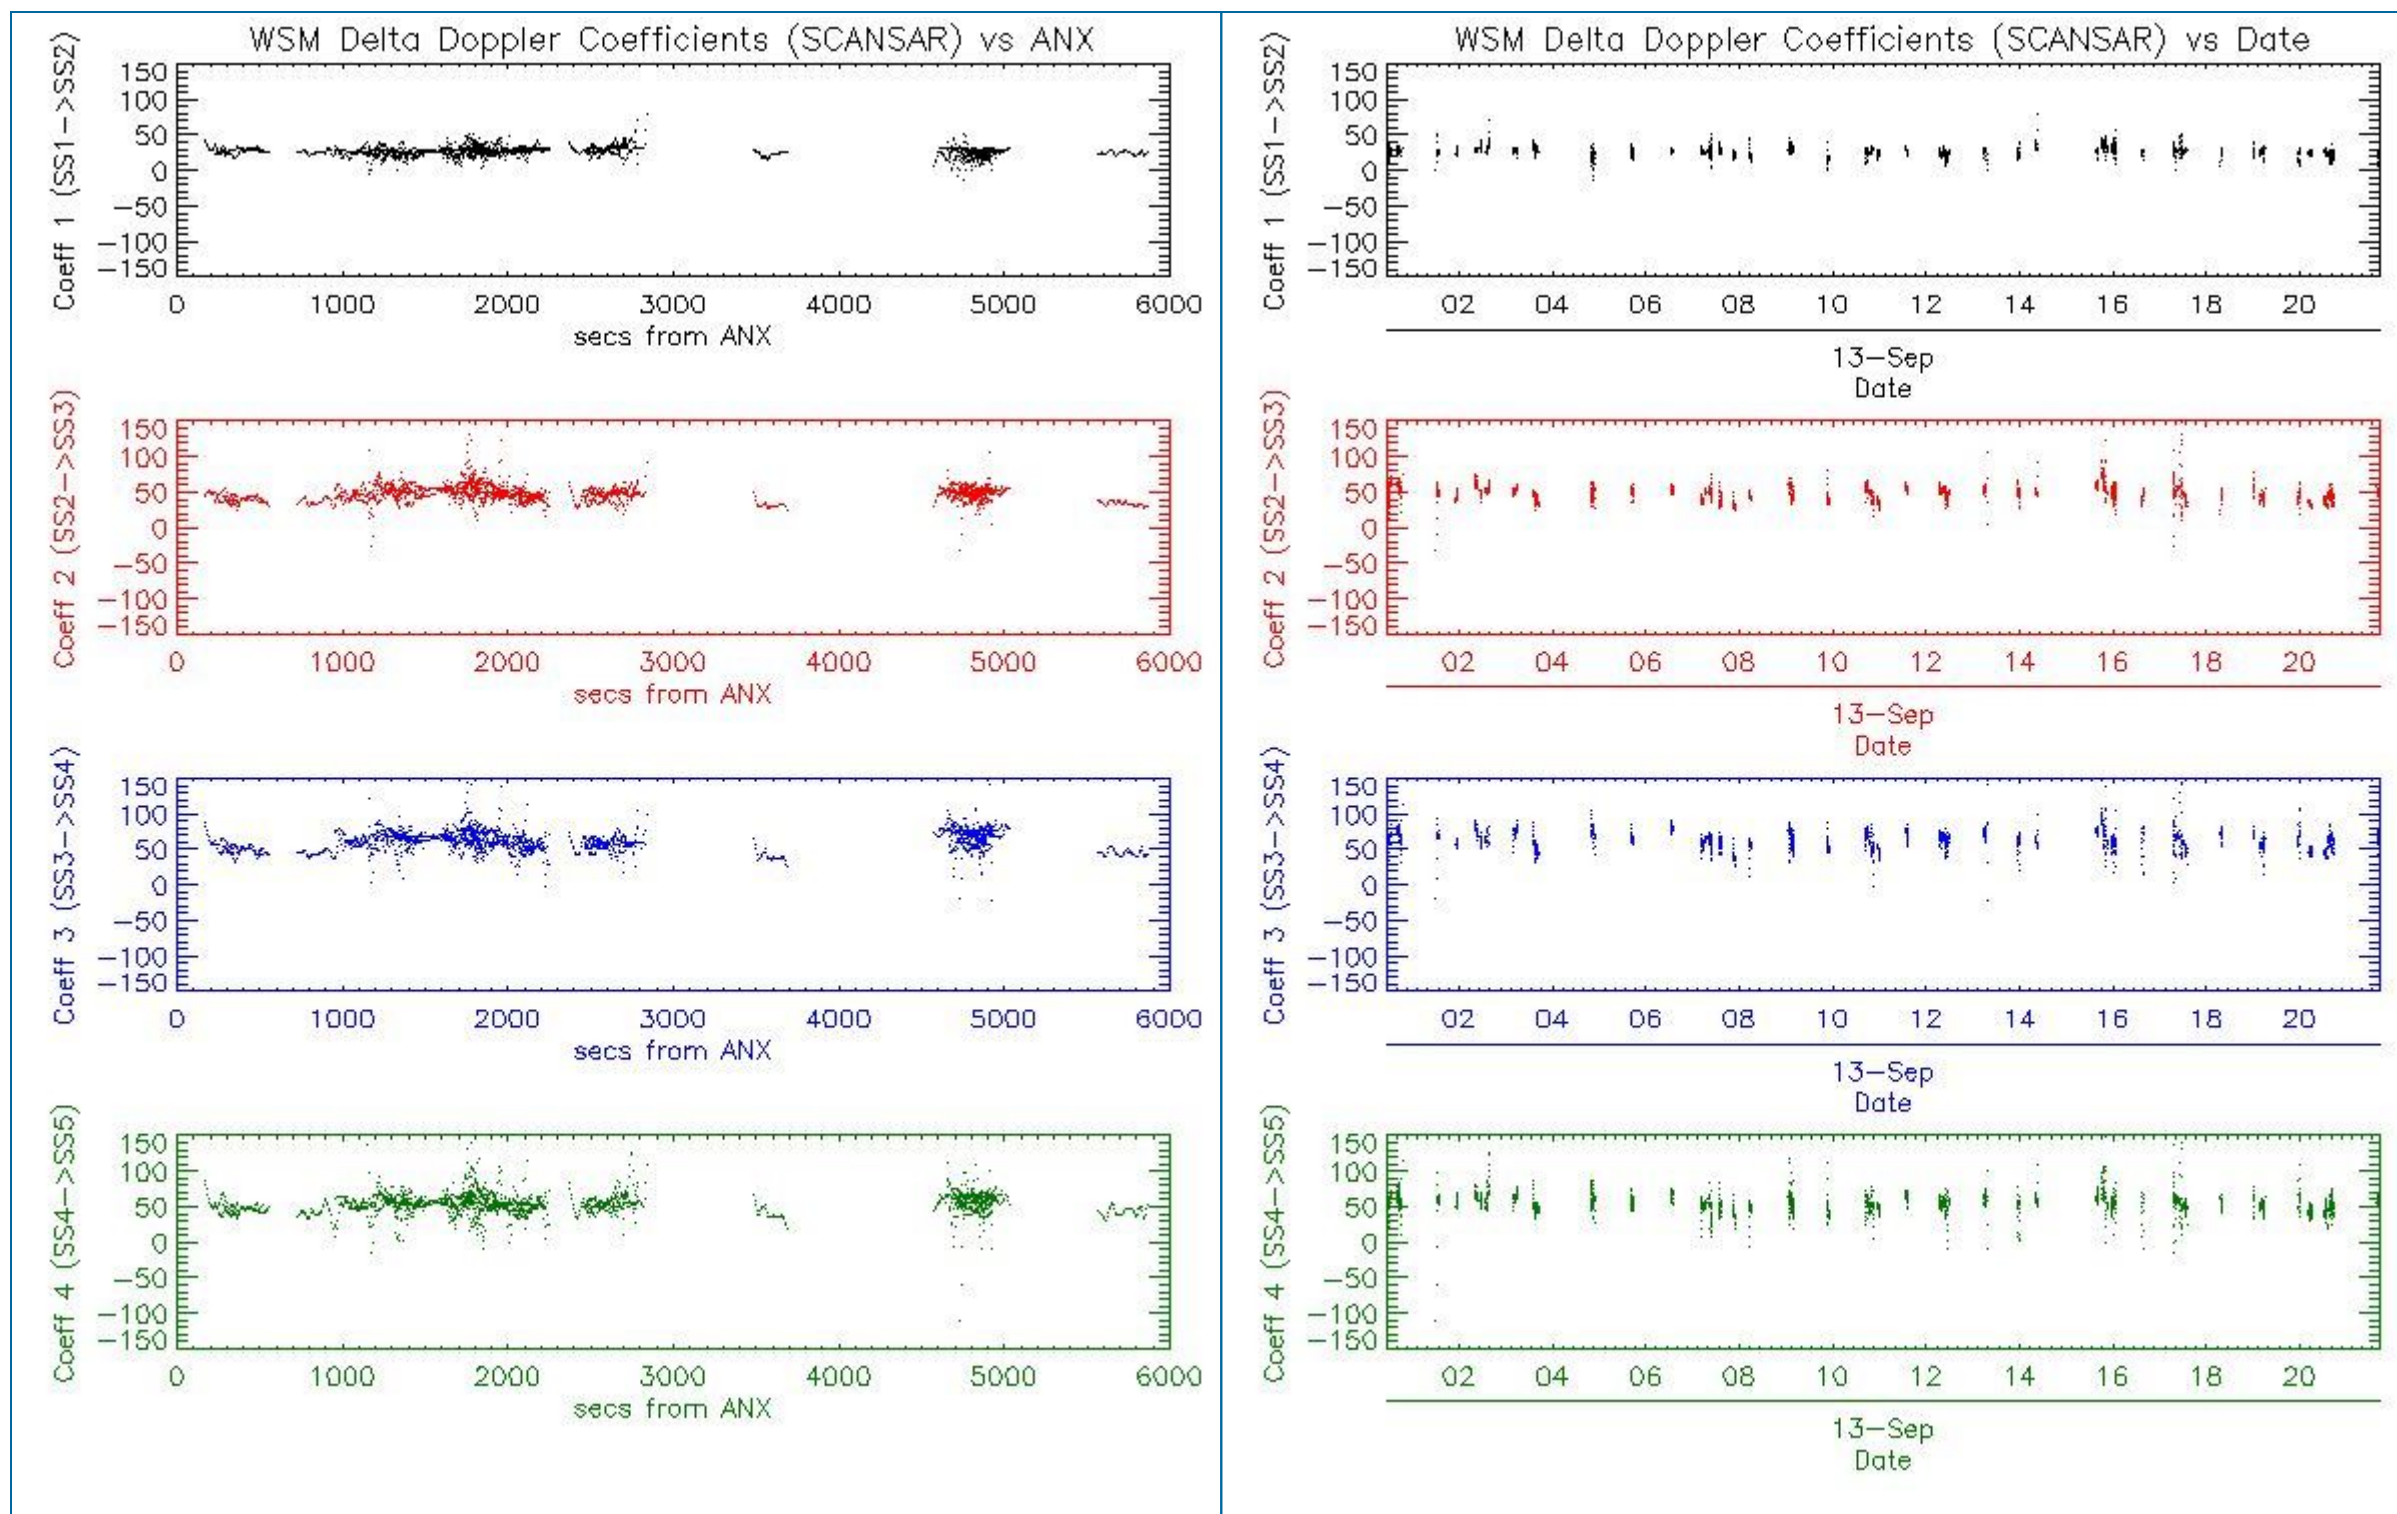 WSM Delta Doppler Coefficients (SCANSAR) vs ANX
Coeff 1 (SS1->SS2)
150
100
50
0
-50
-100
-150
0 1000 2000 3000 4000 5000 6000
secs from ANX
Coeff 2 (SS2->SS3)
150
100
50
0
-50
-100
-150
0 1000 2000 3000 4000 5000 6000
secs from ANX
Coeff 3 (SS3->SS4)
150
100
50
0
-50
-100
-150
0 1000 2000 3000 4000 5000 6000
secs from ANX
Coeff 4 (SS4->SS5)
150
100
50
0
-50
-100
-150
0 1000 2000 3000 4000 5000 6000
secs from ANX
WSM Delta Doppler Coefficients (SCANSAR) vs Date
Coeff 1 (SS1->SS2)
150
100
50
0
-50
-100
-150
02 04 06 08 10 12 14 16 18 20
13-Sep
Date
Coeff 2 (SS2->SS3)
150
100
50
0
-50
-100
-150
02 04 06 08 10 12 14 16 18 20
13-Sep
Date
Coeff 3 (SS3->SS4)
150
100
50
0
-50
-100
-150
02 04 06 08 10 12 14 16 18 20
13-Sep
Date
Coeff 4 (SS4->SS5)
150
100
50
0
-50
-100
-150
02 04 06 08 10 12 14 16 18 20
13-Sep
Date